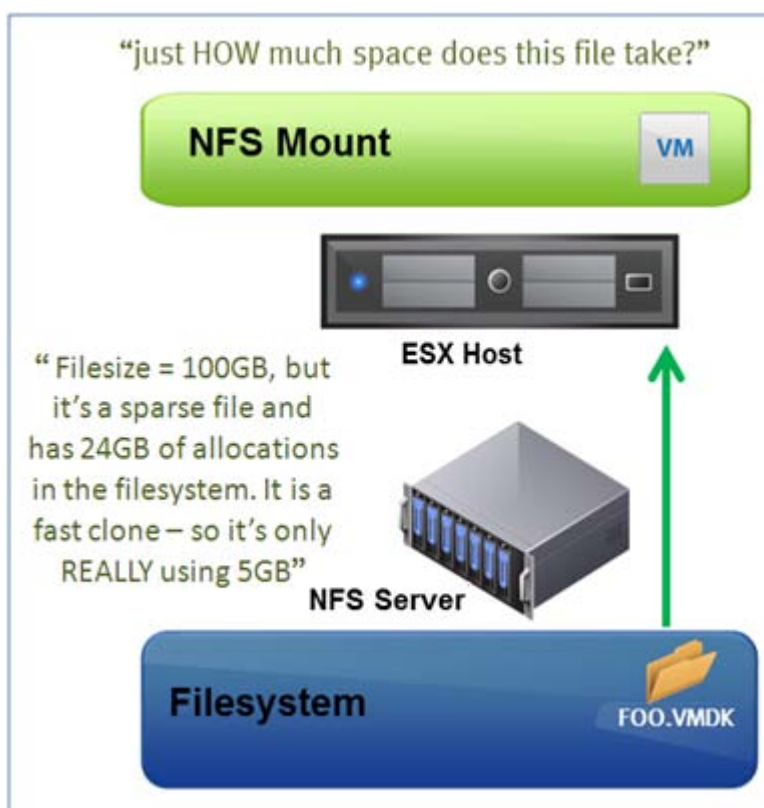 “just HOW much space does this file take?”
NFS Mount
VM
ESX Host
“ Filesize = 100GB, but
it’s a sparse file and
has 24GB of allocations
in the filesystem. It is a
fast clone – so it’s only
REALLY using 5GB”
NFS Server
Filesystem
FOO.VMDK